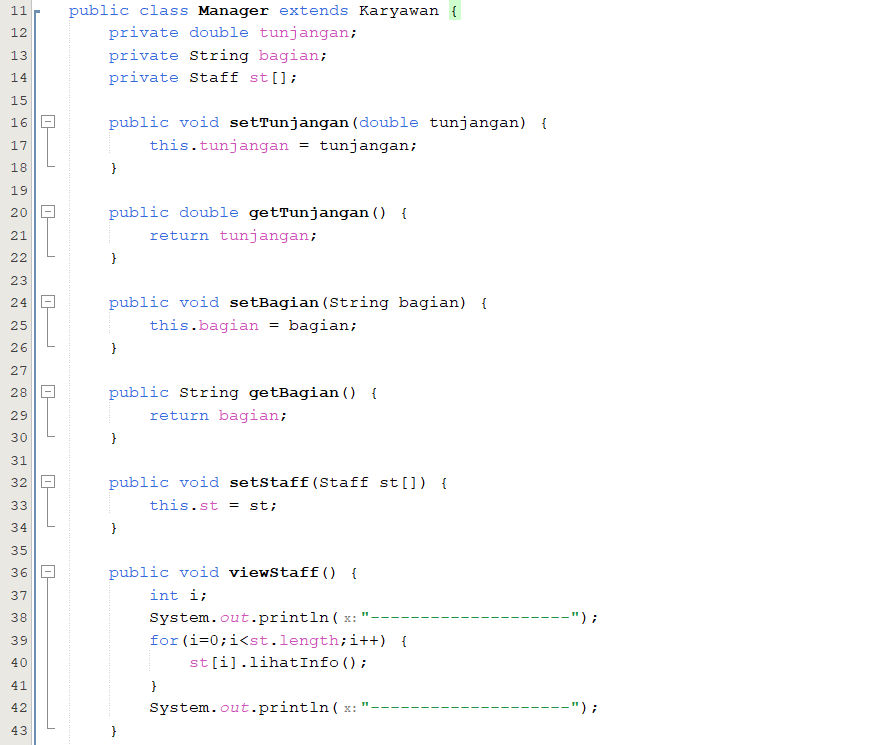 11 public class Manager extends Karyawan {
12 private double tunjangan;
13 private String bagian;
14 private Staff st[];
15
16 public void setTunjangan(double tunjangan) {
17 this.tunjangan = tunjangan;
18 }
19
20 public double getTunjangan() {
21 return tunjangan;
22 }
23
24 public void setBagian(String bagian) {
25 this.bagian = bagian;
26 }
27
28 public String getBagian() {
29 return bagian;
30 }
31
32 public void setStaff(Staff st[]) {
33 this.st = st;
34 }
35
36 public void viewStaff() {
37 int i;
38 System.out.println(x:"--------------------");
39 for(i=0;i<st.length;i++) {
40 st[i].lihatInfo();
41 }
42 System.out.println(x:"--------------------");
43 }